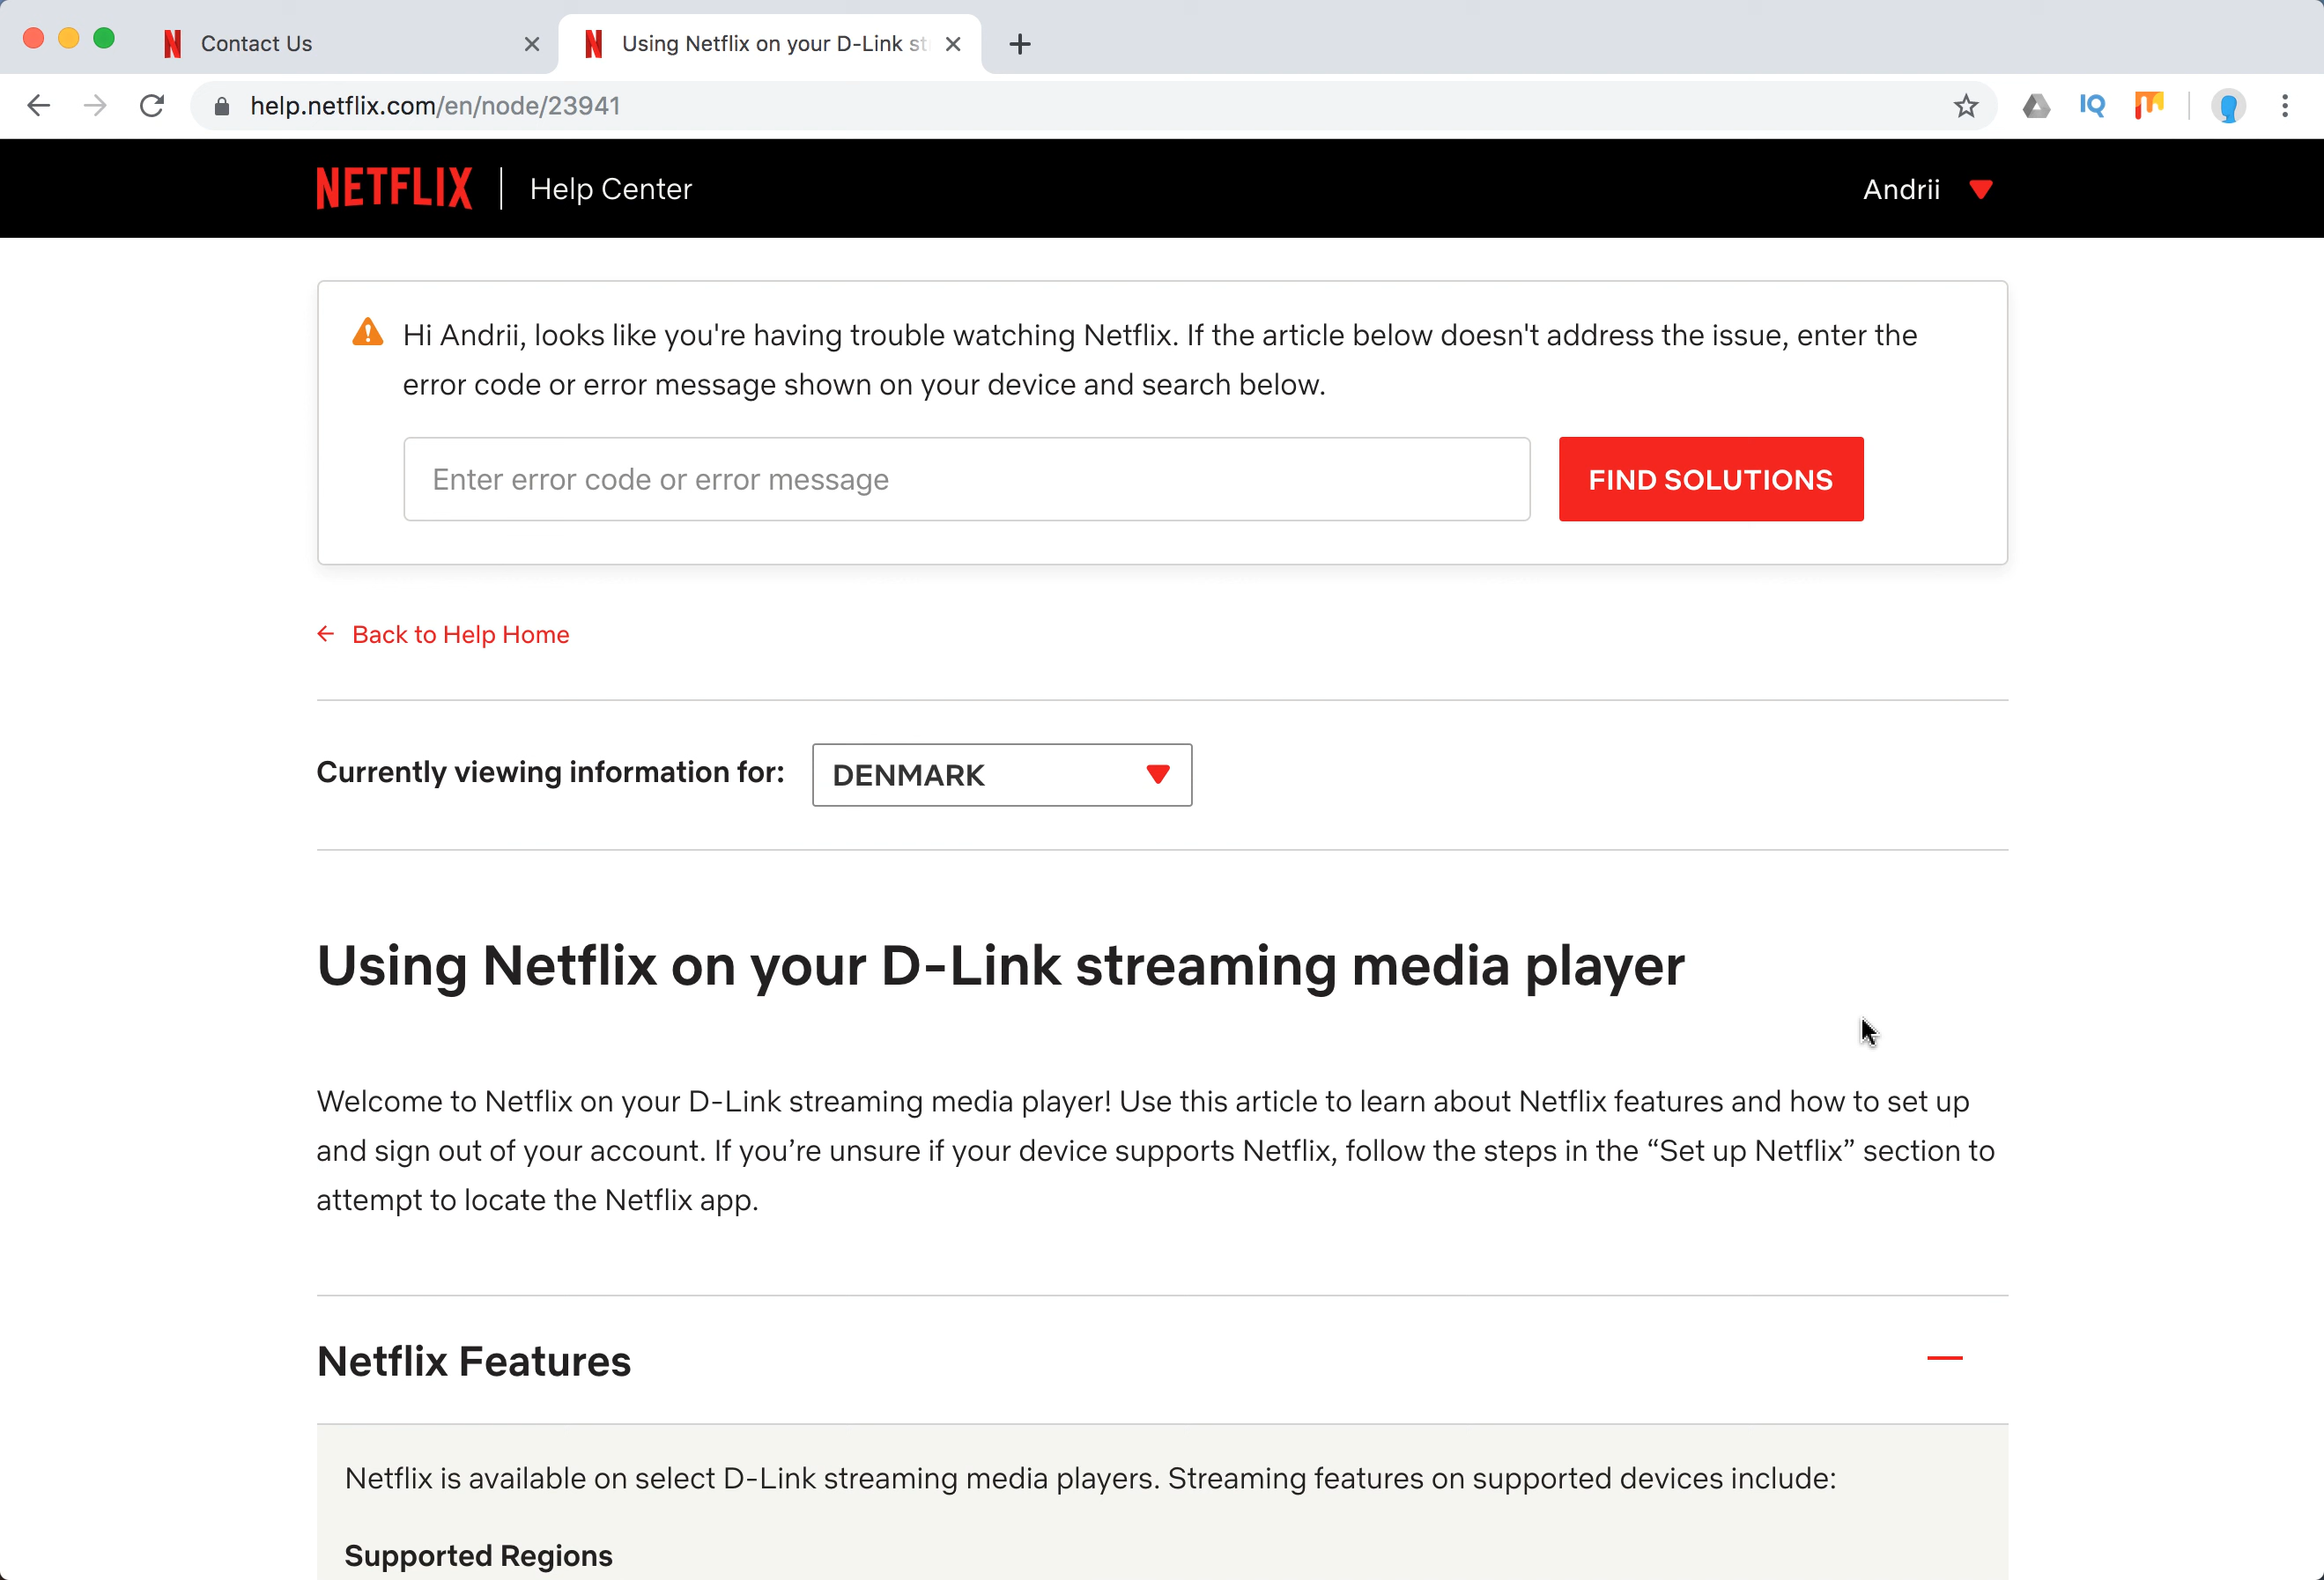 Contact Us
Using Netflix on your D-Link st
help.netflix.com/en/node/23941
IQ
NETFLIX Help Center
Andrii
Hi Andrii, looks like you're having trouble watching Netflix. If the article below doesn't address the issue, enter the
error code or error message shown on your device and search below.
Enter error code or error message
FIND SOLUTIONS
Back to Help Home
Currently viewing information for:
DENMARK
Using Netflix on your D-Link streaming media player
Welcome to Netflix on your D-Link streaming media player! Use this article to learn about Netflix features and how to set up
and sign out of your account. If you’re unsure if your device supports Netflix, follow the steps in the “Set up Netflix” section to
attempt to locate the Netflix app.
Netflix Features
Netflix is available on select D-Link streaming media players. Streaming features on supported devices include:
Supported Regions